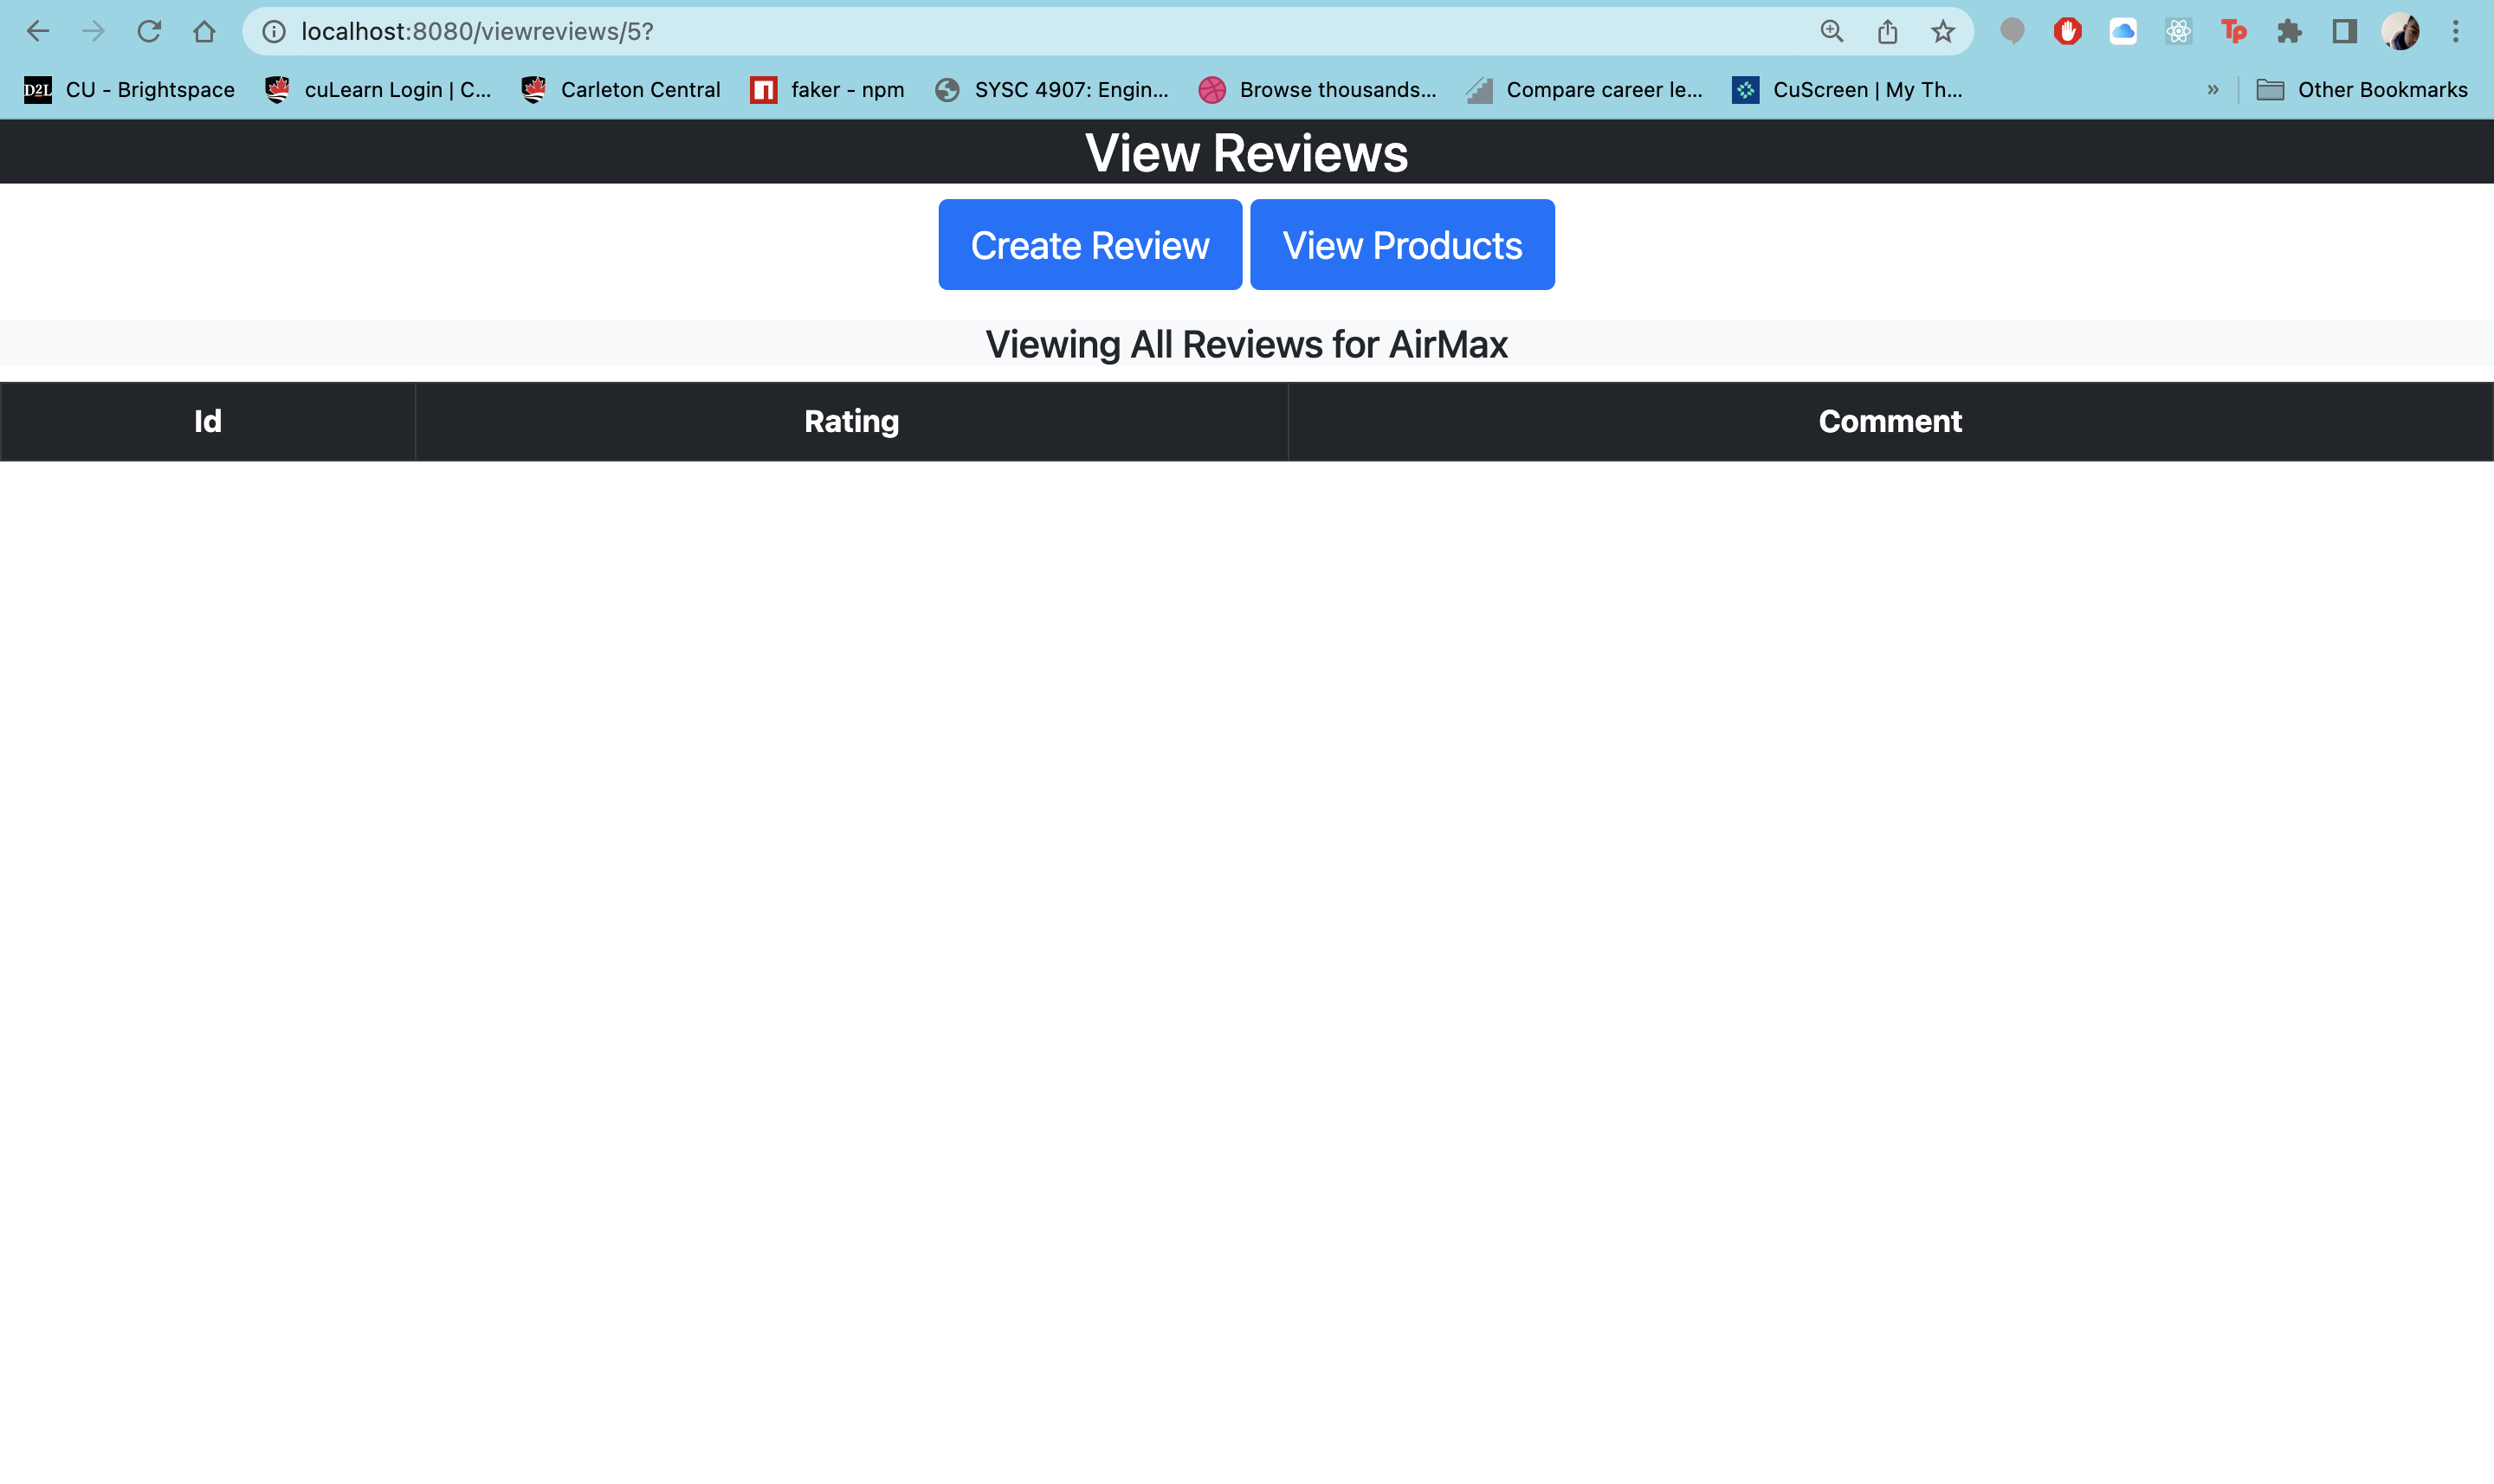 localhost:8080/viewreviews/5?
Tp
D2L CU - Brightspace cuLearn Login | C... Carleton Central faker - npm SYSC 4907: Engin... Browse thousands... Compare career le... CuScreen | My Th... » Other Bookmarks
View Reviews
Create Review View Products
Viewing All Reviews for AirMax
Id Rating Comment